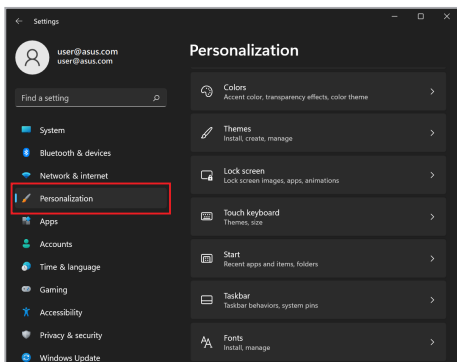 Settings
user@asus.com
user@asus.com
Find a setting
System
Bluetooth & devices
Network & internet
Personalization
Apps
Accounts
Time & language
Gaming
Accessibility
Privacy & security
Windows Update
Personalization
Colors
Accent color, transparency effects, color theme
Themes
Install, create, manage
Lock screen
Lock screen images, apps, animations
Touch keyboard
Themes, size
Start
Recent apps and items, folders
Taskbar
Taskbar behaviors, system pins
Fonts
Install, manage